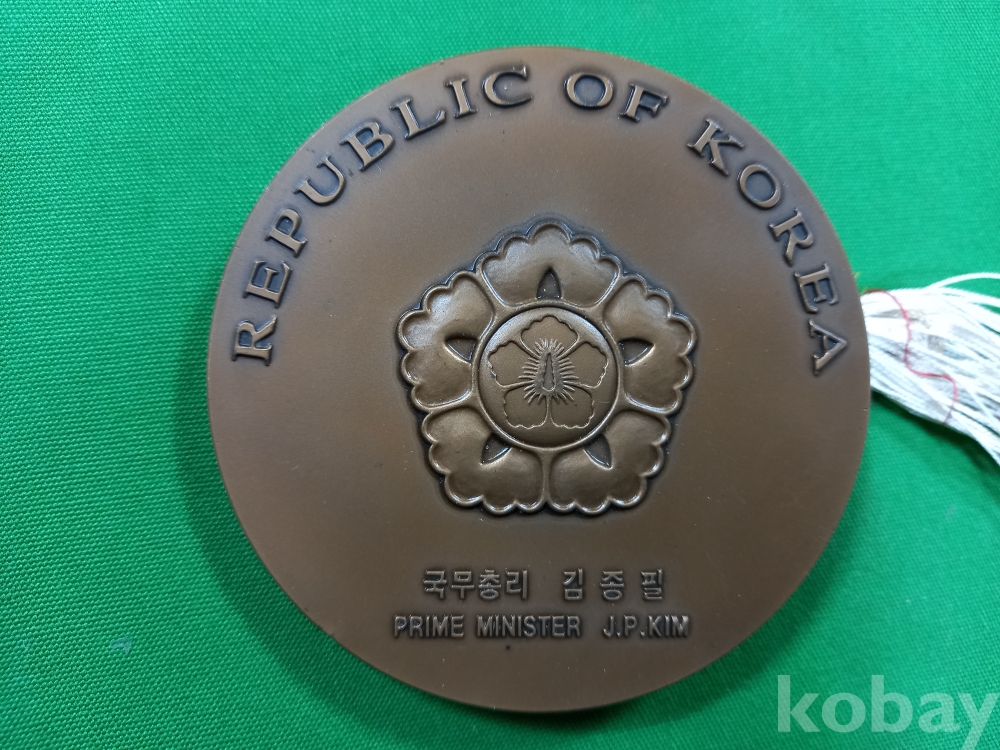 REPUBLIC OF KOREA
국무총리 김종필
PRIME MINISTER J.P.KIM
kobay